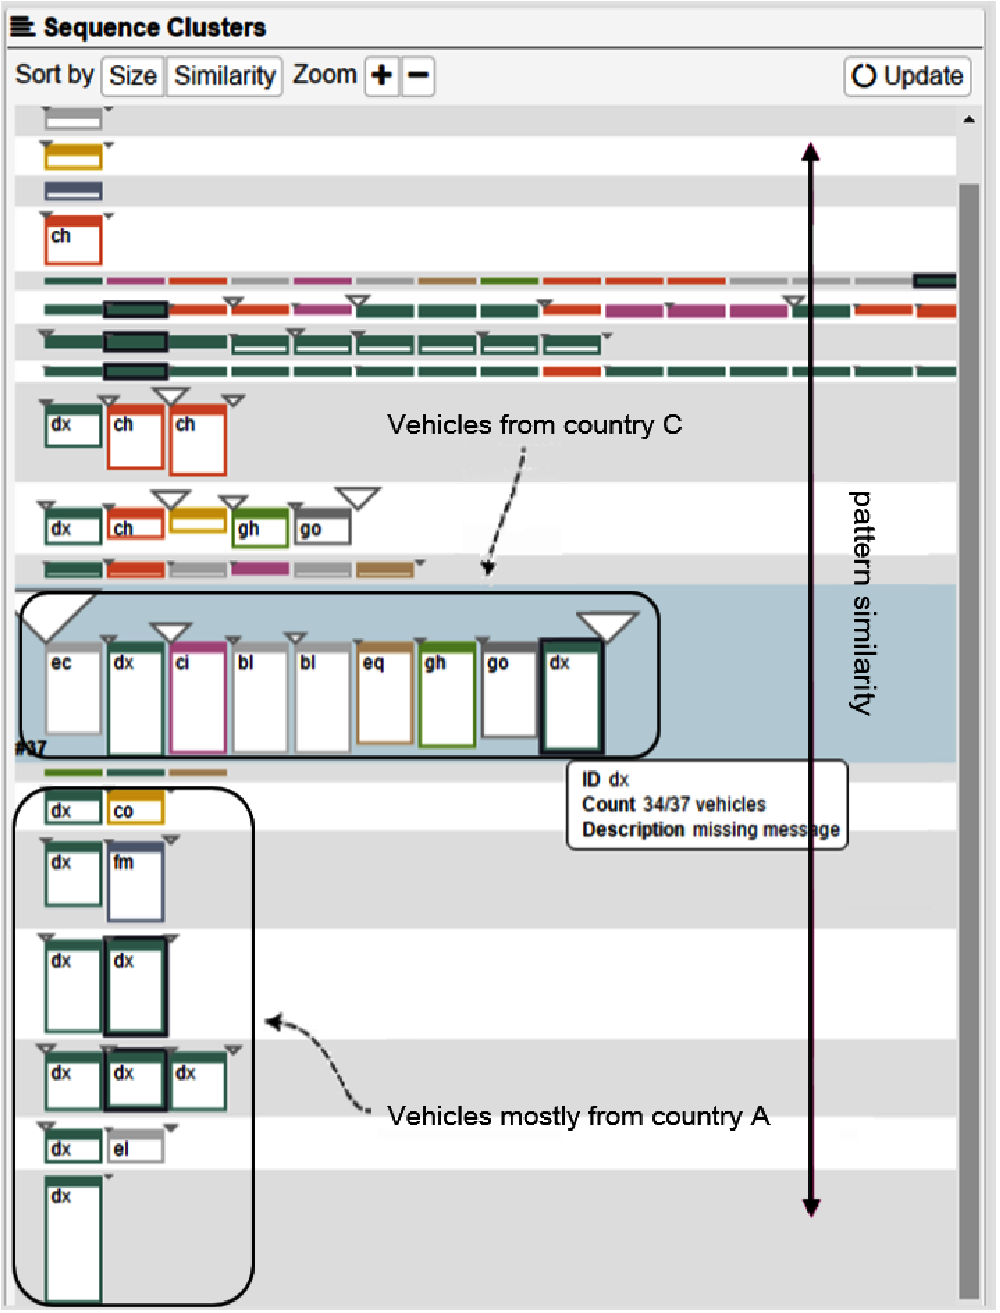 Sequence Clusters
Sort by Size Similarity Zoom + − Update
ch
dx ch ch
Vehicles from country C
dx ch gh go
pattern similarity
ec dx ci bl bl eq gh go dx
#37
ID dx
Count 34/37 vehicles
Description missing message
dx co
dx fm
dx dx
dx dx dx
Vehicles mostly from country A
dx el
dx